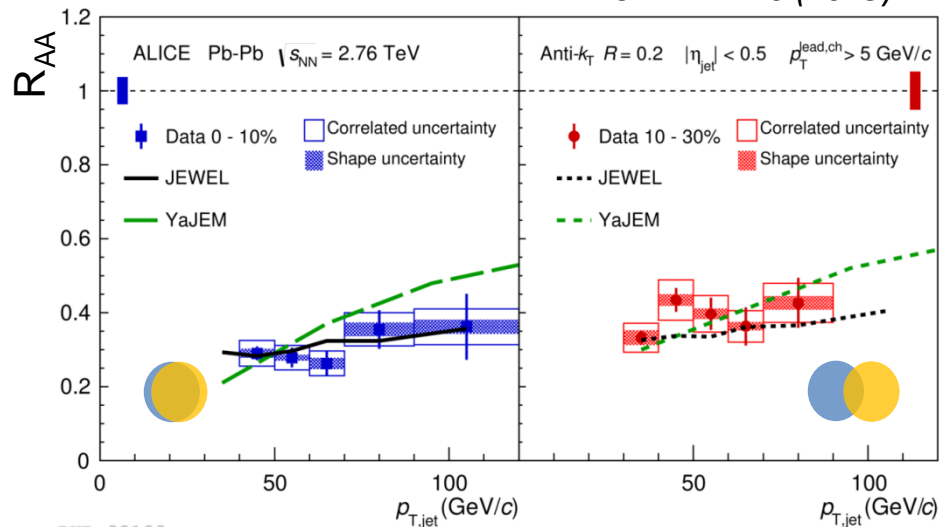 R_AA
1.2
1
0.8
0.6
0.4
0.2
0
ALICE Pb-Pb √s_NN = 2.76 TeV
Data 0 - 10%
Correlated uncertainty
Shape uncertainty
JEWEL
YaJEM
Anti-k_T R = 0.2 |η_jet| < 0.5 p_T^lead,ch > 5 GeV/c
Data 10 - 30%
Correlated uncertainty
Shape uncertainty
JEWEL
YaJEM
0 50 100
p_T,jet (GeV/c)
0 50 100
p_T,jet (GeV/c)